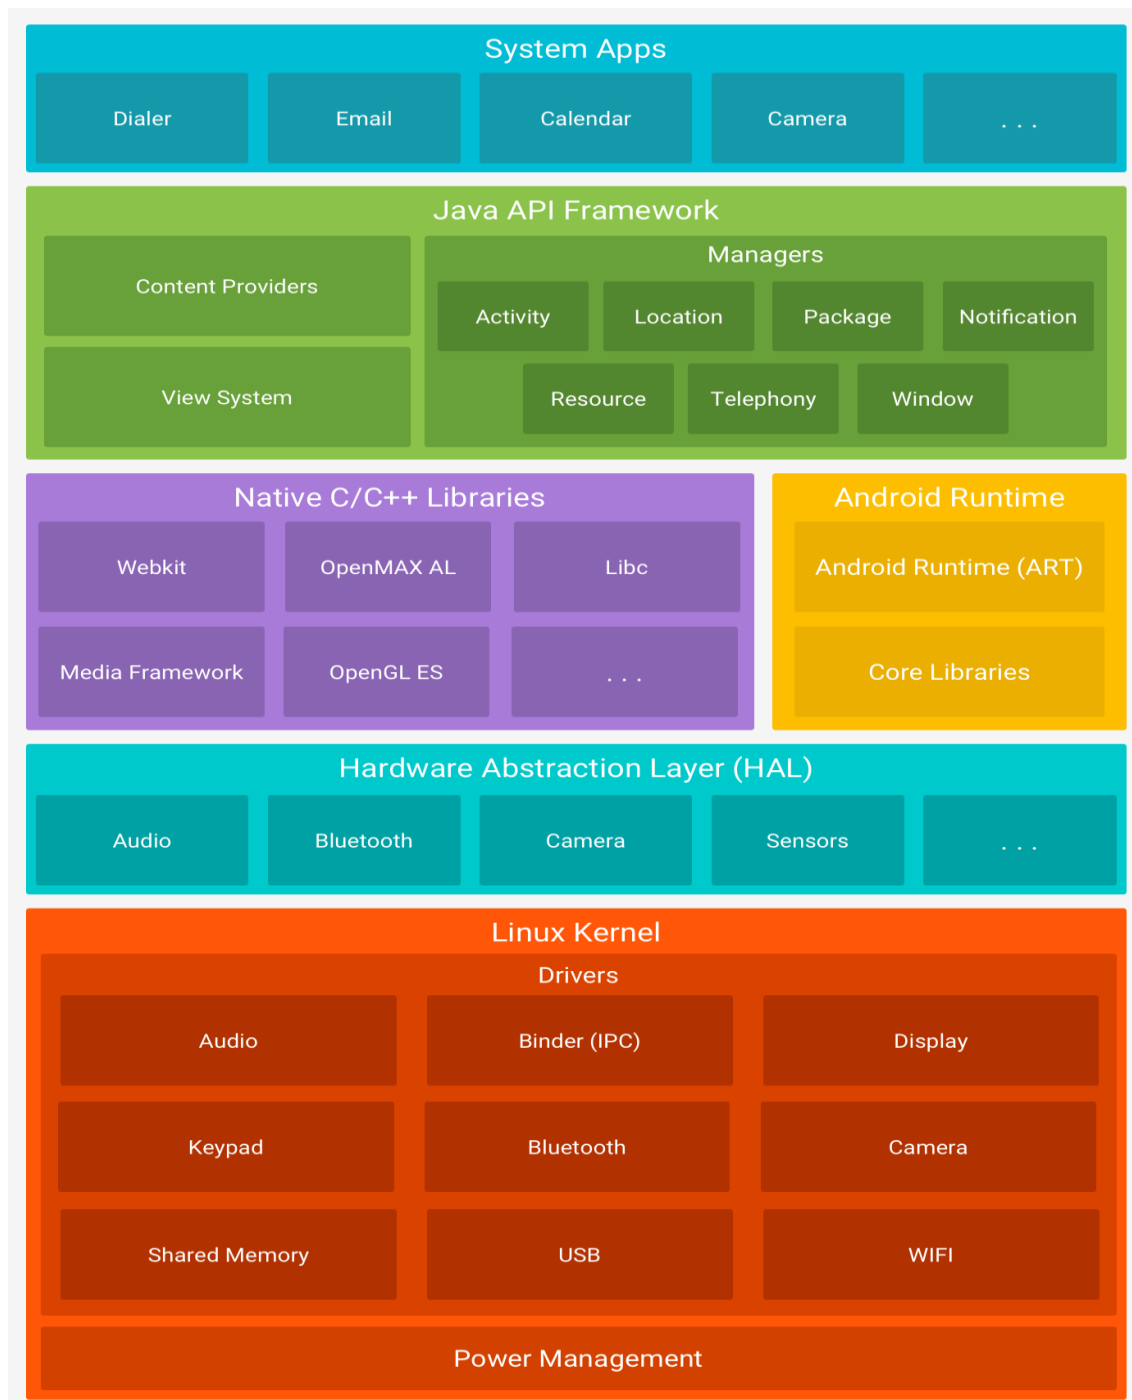 System Apps
Dialer Email Calendar Camera . . .
Java API Framework
Content Providers
View System
Managers
Activity Location Package Notification
Resource Telephony Window
Native C/C++ Libraries
Webkit OpenMAX AL Libc
Media Framework OpenGL ES . . .
Android Runtime
Android Runtime (ART)
Core Libraries
Hardware Abstraction Layer (HAL)
Audio Bluetooth Camera Sensors . . .
Linux Kernel
Drivers
Audio Binder (IPC) Display
Keypad Bluetooth Camera
Shared Memory USB WIFI
Power Management